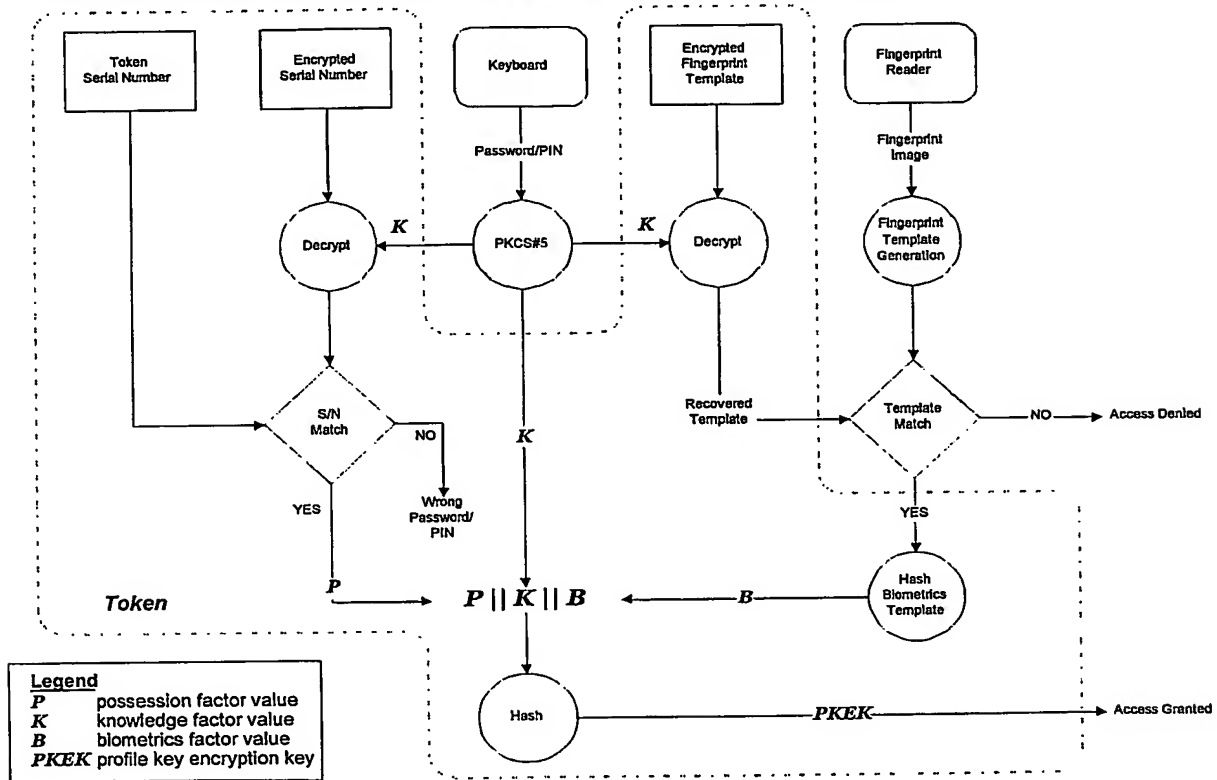 Token
Serial Number
Encrypted
Serial Number
Keyboard
Encrypted
Fingerprint
Template
Fingerprint
Reader
Password/PIN
Fingerprint
Image
Decrypt
K
PKCS#5
K
Decrypt
Fingerprint
Template
Generation
S/N
Match
NO
YES
Wrong
Password/
PIN
K
Recovered
Template
Template
Match
NO
Access Denied
YES
Hash
Biometrics
Template
Token
P
P || K || B
B
Hash
PKEK
Access Granted
Legend
P possession factor value
K knowledge factor value
B biometrics factor value
PKEK profile key encryption key